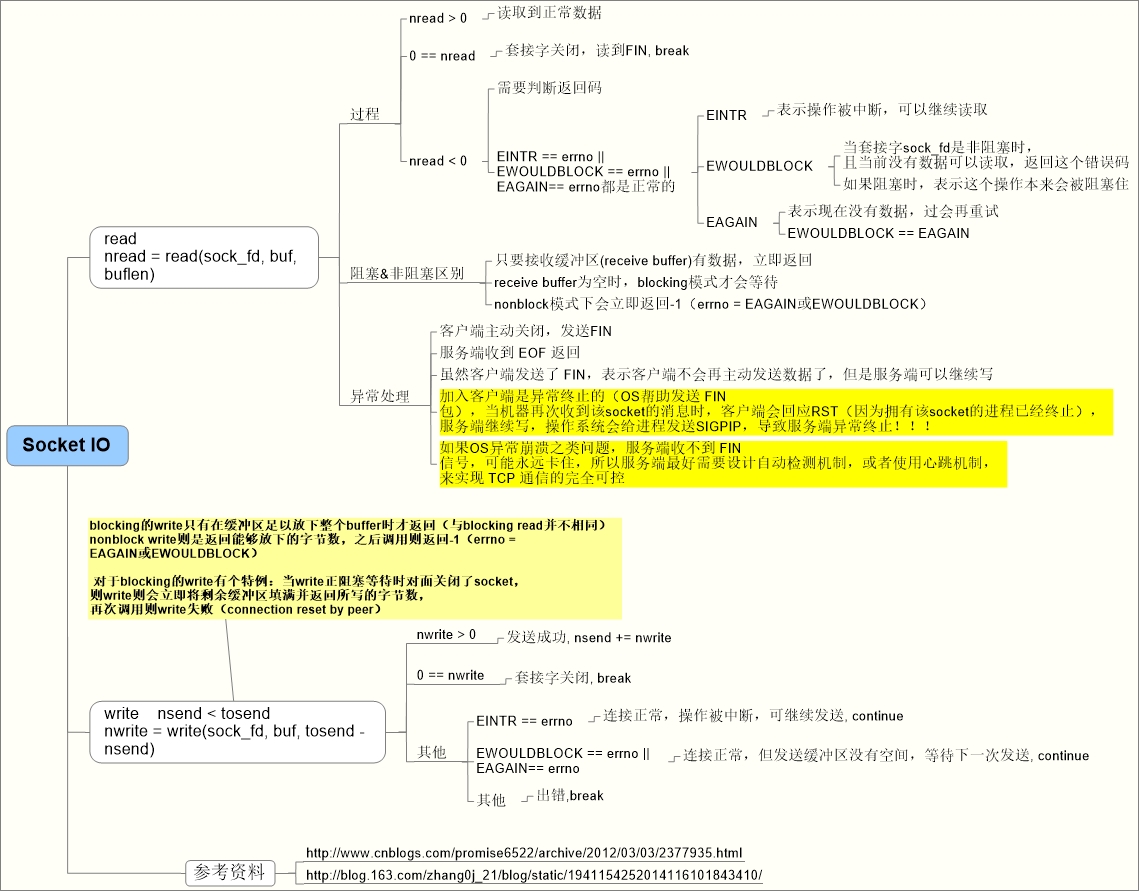 Socket IO
read
nread = read(sock_fd, buf,
buflen)
过程
nread > 0
读取到正常数据
0 == nread
套接字关闭，读到FIN, break
nread < 0
需要判断返回码
EINTR == errno ||
EWOULDBLOCK == errno ||
EAGAIN== errno都是正常的
EINTR
表示操作被中断，可以继续读取
EWOULDBLOCK
当套接字sock_fd是非阻塞时，
且当前没有数据可以读取，返回这个错误码
如果阻塞时，表示这个操作本来会被阻塞住
EAGAIN
表示现在没有数据，过会再重试
EWOULDBLOCK == EAGAIN
阻塞&非阻塞区别
只要接收缓冲区(receive buffer)有数据，立即返回
receive buffer为空时，blocking模式才会等待
nonblock模式下会立即返回-1（errno = EAGAIN或EWOULDBLOCK）
异常处理
客户端主动关闭，发送FIN
服务端收到 EOF 返回
虽然客户端发送了 FIN，表示客户端不会再主动发送数据了，但是服务端可以继续写
加入客户端是异常终止的（OS帮助发送 FIN
包），当机器再次收到该socket的消息时，客户端会回应RST（因为拥有该socket的进程已经终止），
服务端继续写，操作系统会给进程发送SIGPIP，导致服务端异常终止！！！
如果OS异常崩溃之类问题，服务端收不到 FIN
信号，可能永远卡住，所以服务端最好需要设计自动检测机制，或者使用心跳机制，
来实现 TCP 通信的完全可控
blocking的write只有在缓冲区足以放下整个buffer时才返回（与blocking read并不相同）
nonblock write则是返回能够放下的字节数，之后调用则返回-1（errno =
EAGAIN或EWOULDBLOCK）
对于blocking的write有个特例：当write正阻塞等待时对面关闭了socket，
则write则会立即将剩余缓冲区填满并返回所写的字节数，
再次调用则write失败（connection reset by peer）
write nsend < tosend
nwrite = write(sock_fd, buf, tosend -
nsend)
nwrite > 0
发送成功, nsend += nwrite
0 == nwrite
套接字关闭, break
其他
EINTR == errno
连接正常，操作被中断，可继续发送, continue
EWOULDBLOCK == errno ||
EAGAIN== errno
连接正常，但发送缓冲区没有空间，等待下一次发送, continue
其他
出错,break
参考资料
http://www.cnblogs.com/promise6522/archive/2012/03/03/2377935.html
http://blog.163.com/zhang0j_21/blog/static/1941154252014116101843410/